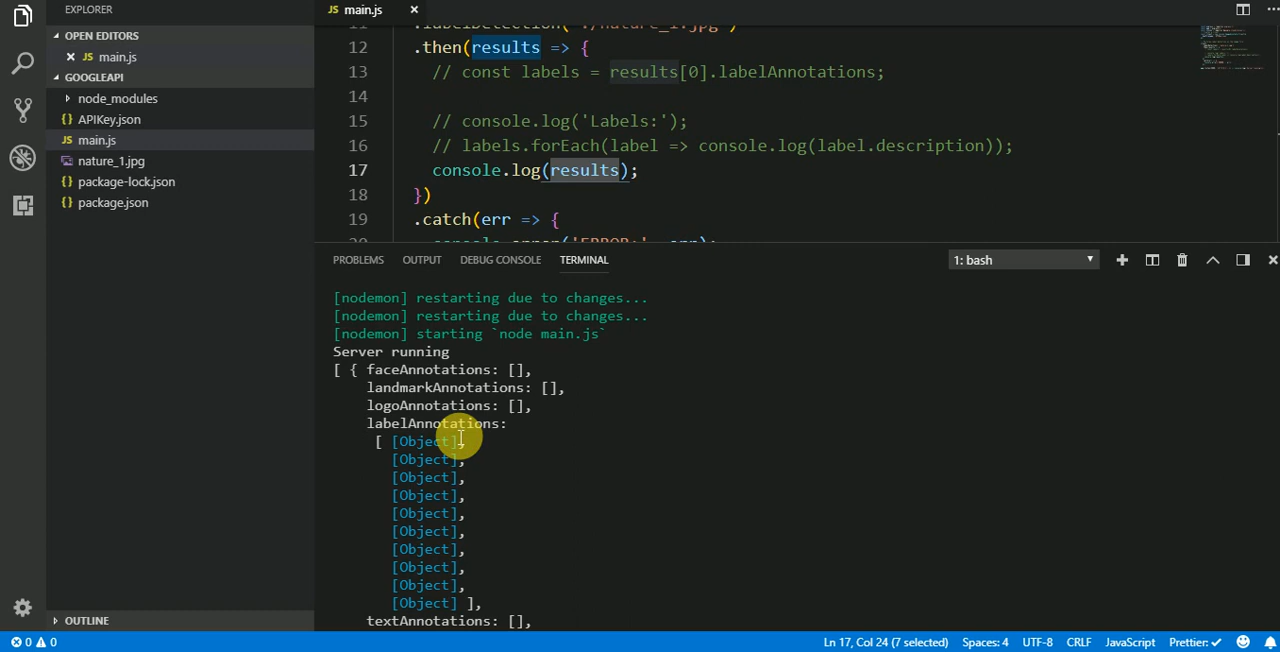 EXPLORER
OPEN EDITORS
JS main.js
GOOGLEAPI
node_modules
{} APIKey.json
JS main.js
nature_1.jpg
{} package-lock.json
{} package.json
OUTLINE
JS main.js
12 .then(results => {
13 // const labels = results[0].labelAnnotations;
14
15 // console.log('Labels:');
16 // labels.forEach(label => console.log(label.description));
17 console.log(results);
18 })
19 .catch(err => {
PROBLEMS OUTPUT DEBUG CONSOLE TERMINAL 1: bash
[nodemon] restarting due to changes...
[nodemon] restarting due to changes...
[nodemon] starting `node main.js`
Server running
[ { faceAnnotations: [],
landmarkAnnotations: [],
logoAnnotations: [],
labelAnnotations:
[ [Object],
[Object],
[Object],
[Object],
[Object],
[Object],
[Object],
[Object],
[Object],
[Object] ],
textAnnotations: [],
0 0 Ln 17, Col 24 (7 selected) Spaces: 4 UTF-8 CRLF JavaScript Prettier: ✓